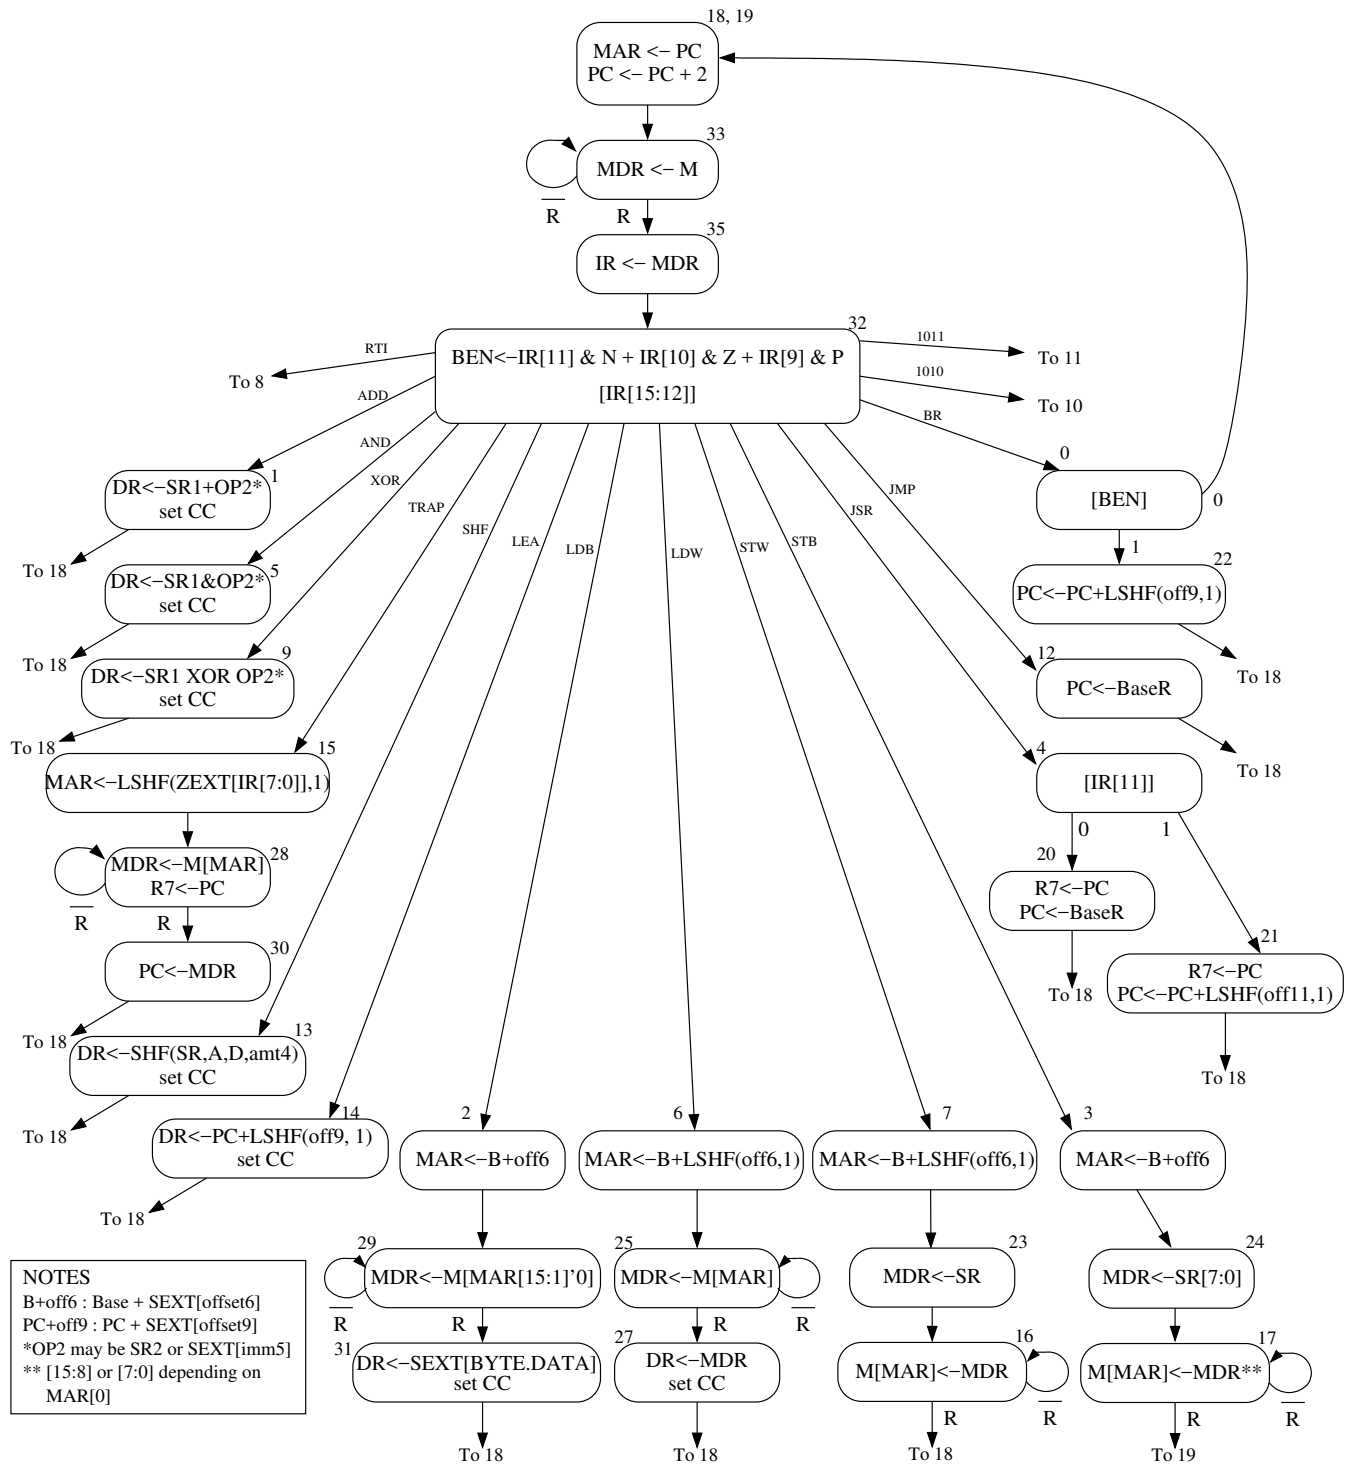 18, 19
MAR <− PC
PC <− PC + 2
33
MDR <− M
R
R
35
IR <− MDR
32
BEN<−IR[11] & N + IR[10] & Z + IR[9] & P
[IR[15:12]]
RTI
To 8
1011
To 11
1010
To 10
ADD
AND
XOR
TRAP
SHF
LEA
LDB
LDW
STW
STB
JSR
JMP
BR
1
DR<−SR1+OP2*
set CC
To 18
5
DR<−SR1&OP2*
set CC
To 18
9
DR<−SR1 XOR OP2*
set CC
To 18
15
MAR<−LSHF(ZEXT[IR[7:0]],1)
28
MDR<−M[MAR]
R7<−PC
R
R
30
PC<−MDR
To 18
13
DR<−SHF(SR,A,D,amt4)
set CC
To 18
14
DR<−PC+LSHF(off9, 1)
set CC
To 18
0
[BEN]
0
1
22
PC<−PC+LSHF(off9,1)
To 18
12
PC<−BaseR
To 18
4
[IR[11]]
0
1
20
R7<−PC
PC<−BaseR
To 18
21
R7<−PC
PC<−PC+LSHF(off11,1)
To 18
2
MAR<−B+off6
29
MDR<−M[MAR[15:1]'0]
R
R
31
DR<−SEXT[BYTE.DATA]
set CC
To 18
6
MAR<−B+LSHF(off6,1)
25
MDR<−M[MAR]
R
R
27
DR<−MDR
set CC
To 18
7
MAR<−B+LSHF(off6,1)
23
MDR<−SR
16
M[MAR]<−MDR
R
R
To 18
3
MAR<−B+off6
24
MDR<−SR[7:0]
17
M[MAR]<−MDR**
R
R
To 19
NOTES
B+off6 : Base + SEXT[offset6]
PC+off9 : PC + SEXT[offset9]
*OP2 may be SR2 or SEXT[imm5]
** [15:8] or [7:0] depending on
MAR[0]